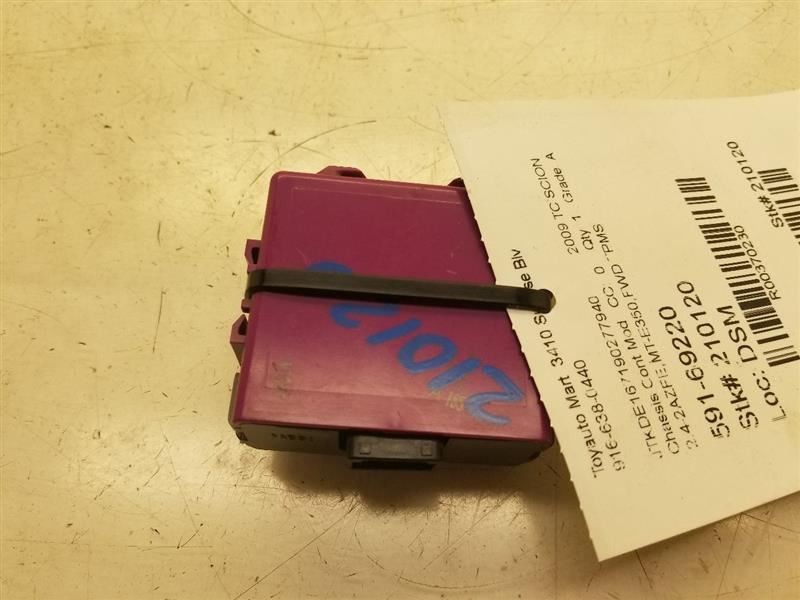 Toyauto Mart 3410 S
916-638-0440 2009 TC SCION
JTKDE167190277940 CC 0 Qty 1 Grade A
Chassis Cont Mod
2.4,2AZFE,MT-E350,FWD -PMS
591-69220
Stk# 210120
Loc: DSM
R00370230 Stk# 210120
21012